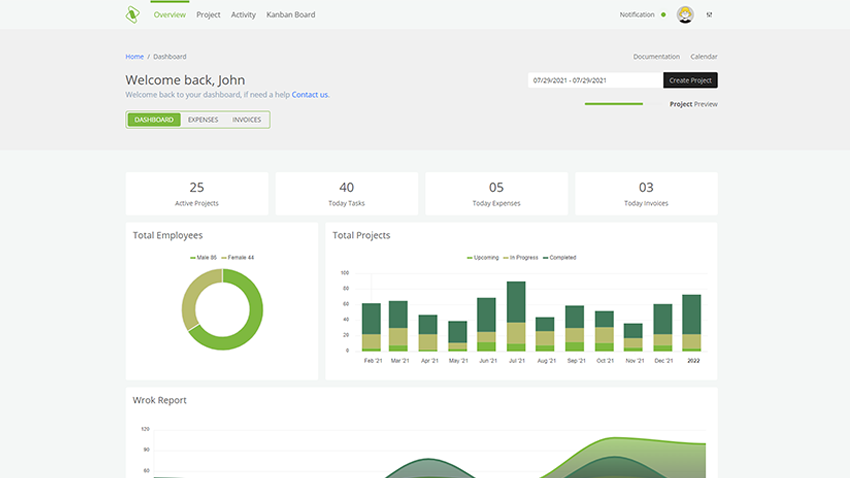 Overview Project Activity Kanban Board Notification
Home / Dashboard Documentation Calendar
Welcome back, John
07/29/2021 - 07/29/2021 Create Project
Welcome back to your dashboard, if need a help Contact us.
Project Preview
DASHBOARD EXPENSES INVOICES
25 40 05 03
Active Projects Today Tasks Today Expenses Today Invoices
Total Employees
Male 86 Female 44
Total Projects
Upcoming In Progress Completed
100
80
60
40
20
0
Feb '21 Mar '21 Apr '21 May '21 Jun '21 Jul '21 Aug '21 Sep '21 Oct '21 Nov '21 Dec '21 2022
Wrok Report
120
90
60